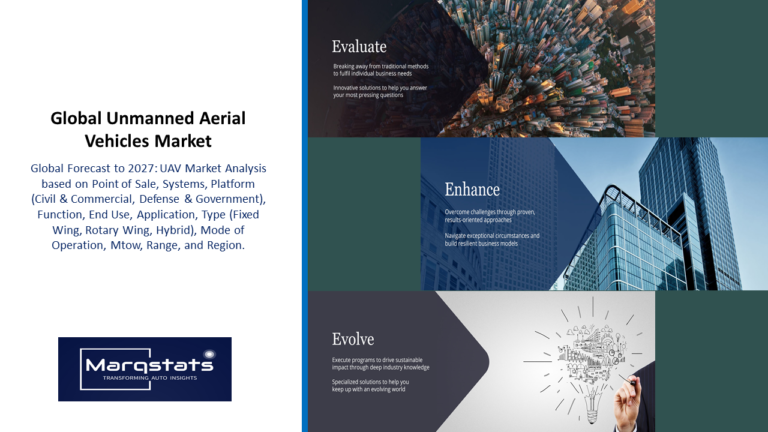 Global Unmanned Aerial
Vehicles Market
Global Forecast to 2027: UAV Market Analysis
based on Point of Sale, Systems, Platform
(Civil & Commercial, Defense & Government),
Function, End Use, Application, Type (Fixed
Wing, Rotary Wing, Hybrid), Mode of
Operation, Mtow, Range, and Region.
Marqstats
TRANSFORMING AUTO INSIGHTS
Evaluate
Breaking away from traditional methods
to fulfil individual business needs
Innovative solutions to help you answer
your most pressing questions
Enhance
Overcome challenges through proven,
results-oriented approaches
Navigate exceptional circumstances and
build resilient business models
Evolve
Execute programs to drive sustainable
impact through deep industry knowledge
Specialized solutions to help you
keep up with an evolving world